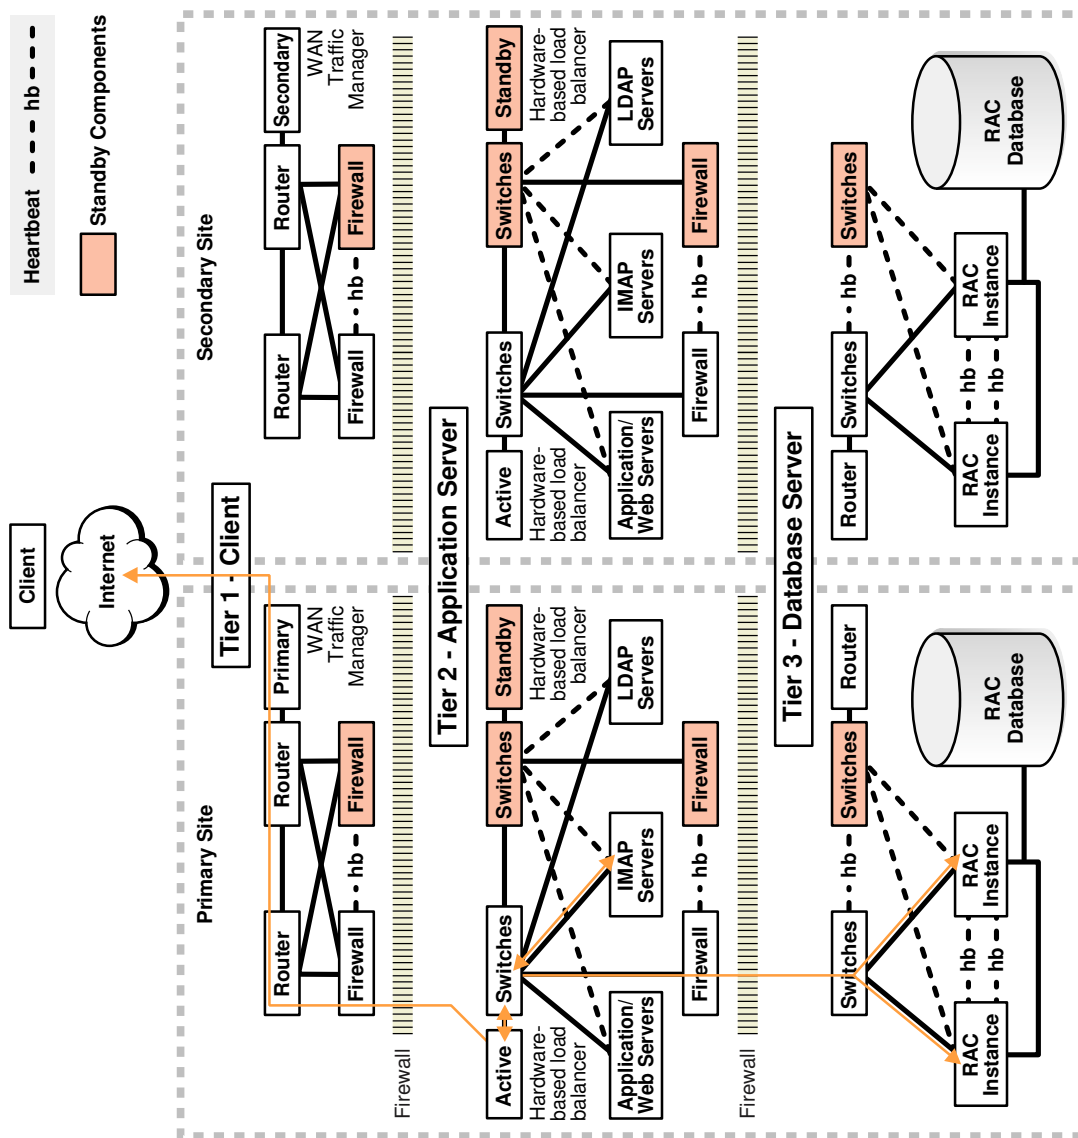 Client
Internet
Heartbeat
hb
Standby Components
Primary Site
Secondary Site
Tier 1 - Client
Router
Router
Primary
WAN
Traffic
Manager
Firewall
hb
Firewall
Router
Router
Secondary
WAN
Traffic
Manager
Firewall
hb
Firewall
Firewall
Tier 2 - Application Server
Active
Switches
Switches
Standby
Hardware-
based load
balancer
Hardware-
based load
balancer
Application/
Web Servers
IMAP
Servers
LDAP
Servers
Firewall
hb
Firewall
Active
Switches
Switches
Standby
Hardware-
based load
balancer
Hardware-
based load
balancer
Application/
Web Servers
IMAP
Servers
LDAP
Servers
Firewall
hb
Firewall
Firewall
Tier 3 - Database Server
Switches
hb
Switches
Router
RAC
Instance
hb
hb
RAC
Instance
RAC
Database
Router
Switches
hb
Switches
RAC
Instance
hb
hb
RAC
Instance
RAC
Database